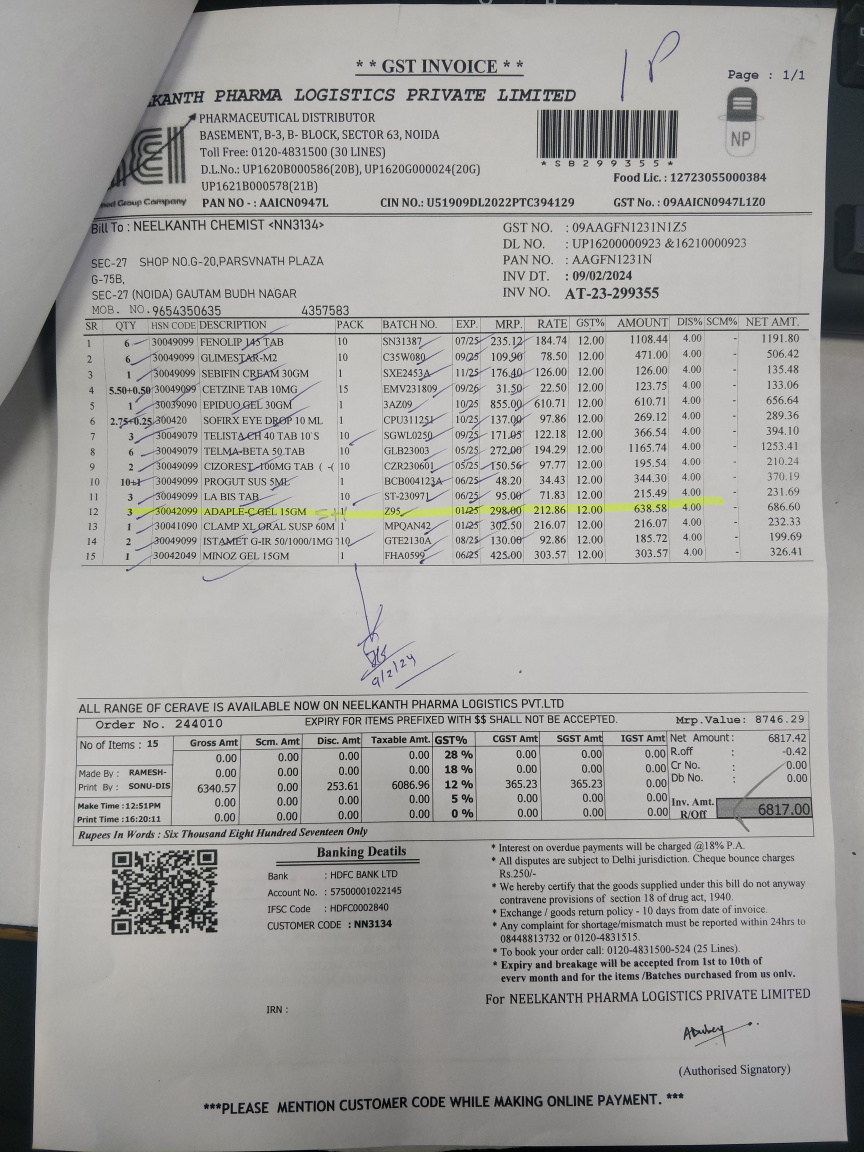 ** GST INVOICE **
1P
Page : 1/1
KANTH PHARMA LOGISTICS PRIVATE LIMITED
PHARMACEUTICAL DISTRIBUTOR
BASEMENT, B-3, B- BLOCK, SECTOR 63, NOIDA
Toll Free: 0120-4831500 (30 LINES)
D.L.No.: UP1620B000586(20B), UP1620G000024(20G)
UP1621B000578(21B)
*SB299355*
NP
Food Lic. : 12723055000384
Group Company
PAN NO - : AAICN0947L CIN NO.: U51909DL2022PTC394129 GST No. : 09AAICN0947L1Z0
Bill To : NEELKANTH CHEMIST <NN3134>
SEC-27 SHOP NO.G-20,PARSVNATH PLAZA
G-75B,
SEC-27 (NOIDA) GAUTAM BUDH NAGAR
MOB. NO.9654350635 4357583
GST NO. : 09AAGFN1231N1Z5
DL NO. : UP16200000923 &16210000923
PAN NO. : AAGFN1231N
INV DT. : 09/02/2024
INV NO. AT-23-299355
SR QTY HSN CODE DESCRIPTION PACK BATCH NO. EXP. MRP. RATE GST% AMOUNT DIS% SCM% NET AMT.
1 6 30049099 FENOLIP 145 TAB 10 SN31387 07/25 235.12 184.74 12.00 1108.44 4.00 - 1191.80
2 6 30049099 GLIMESTAR-M2 10 C35W080 09/25 109.90 78.50 12.00 471.00 4.00 - 506.42
3 1 30049099 SEBIFIN CREAM 30GM 1 SXE2453A 11/25 176.40 126.00 12.00 126.00 4.00 - 135.48
4 5.50+0.50 30049099 CETZINE TAB 10MG 15 EMV231809 09/26 31.50 22.50 12.00 123.75 4.00 - 133.06
5 1 30039090 EPIDUO GEL 30GM 1 3AZ09 10/25 855.00 610.71 12.00 610.71 4.00 - 656.64
6 2.75+0.25 300420 SOFIRX EYE DROP 10 ML 1 CPU311251 10/25 137.00 97.86 12.00 269.12 4.00 - 289.36
7 3 30049079 TELISTA CH 40 TAB 10`S 10 SGWL0250 09/25 171.05 122.18 12.00 366.54 4.00 - 394.10
8 6 30049079 TELMA-BETA 50 TAB 10 GLB23003 05/25 272.00 194.29 12.00 1165.74 4.00 - 1253.41
9 2 30049099 CIZOREST 100MG TAB ( -( 10 CZR230601 05/25 150.56 97.77 12.00 195.54 4.00 - 210.24
10 10+1 30049099 PROGUT SUS 5ML 1 BCB004123A 06/25 48.20 34.43 12.00 344.30 4.00 - 370.19
11 3 30049099 LA BIS TAB 10 ST-230971 06/25 95.00 71.83 12.00 215.49 4.00 - 231.69
12 3 30042099 ADAPLE-C GEL 15GM 1 Z95 01/25 298.00 212.86 12.00 638.58 4.00 - 686.60
13 1 30041090 CLAMP XL ORAL SUSP 60M 1 MPQAN42 10/25 302.50 216.07 12.00 216.07 4.00 - 232.33
14 2 30049099 ISTAMET G-IR 50/1000/1MG T 10 GTE2130A 08/25 130.00 92.86 12.00 185.72 4.00 - 199.69
15 1 30042049 MINOZ GEL 15GM 1 FHA0599 06/25 425.00 303.57 12.00 303.57 4.00 - 326.41
9/2/24
ALL RANGE OF CERAVE IS AVAILABLE NOW ON NEELKANTH PHARMA LOGISTICS PVT.LTD
Order No. 244010 EXPIRY FOR ITEMS PREFIXED WITH $$ SHALL NOT BE ACCEPTED. Mrp.Value: 8746.29
No of Items : 15
Made By : RAMESH-
Print By : SONU-DIS
Make Time :12:51PM
Print Time :16:20:11
Gross Amt Scm. Amt Disc. Amt Taxable Amt. GST% CGST Amt SGST Amt IGST Amt
0.00 0.00 0.00 0.00 28 % 0.00 0.00 0.00
0.00 0.00 0.00 0.00 18 % 0.00 0.00 0.00
6340.57 0.00 253.61 6086.96 12 % 365.23 365.23 0.00
0.00 0.00 0.00 0.00 5 % 0.00 0.00 0.00
0.00 0.00 0.00 0.00 0 % 0.00 0.00 0.00
Net Amount : 6817.42
R.off : -0.42
Cr No. : 0.00
Db No. : 0.00
Inv. Amt. R/Off 6817.00
Rupees In Words : Six Thousand Eight Hundred Seventeen Only
Banking Deatils
Bank : HDFC BANK LTD
Account No. : 57500001022145
IFSC Code : HDFC0002840
CUSTOMER CODE : NN3134
IRN :
* Interest on overdue payments will be charged @18% P.A.
* All disputes are subject to Delhi jurisdiction. Cheque bounce charges
Rs.250/-
* We hereby certify that the goods supplied under this bill do not anyway
contravene provisions of section 18 of drug act, 1940.
* Exchange / goods return policy - 10 days from date of invoice.
* Any complaint for shortage/mismatch must be reported within 24hrs to
08448813732 or 0120-4831515.
* To book your order call: 0120-4831500-524 (25 Lines).
* Expiry and breakage will be accepted from 1st to 10th of
every month and for the items /Batches purchased from us only.
For NEELKANTH PHARMA LOGISTICS PRIVATE LIMITED
ADubey
(Authorised Signatory)
***PLEASE MENTION CUSTOMER CODE WHILE MAKING ONLINE PAYMENT. ***